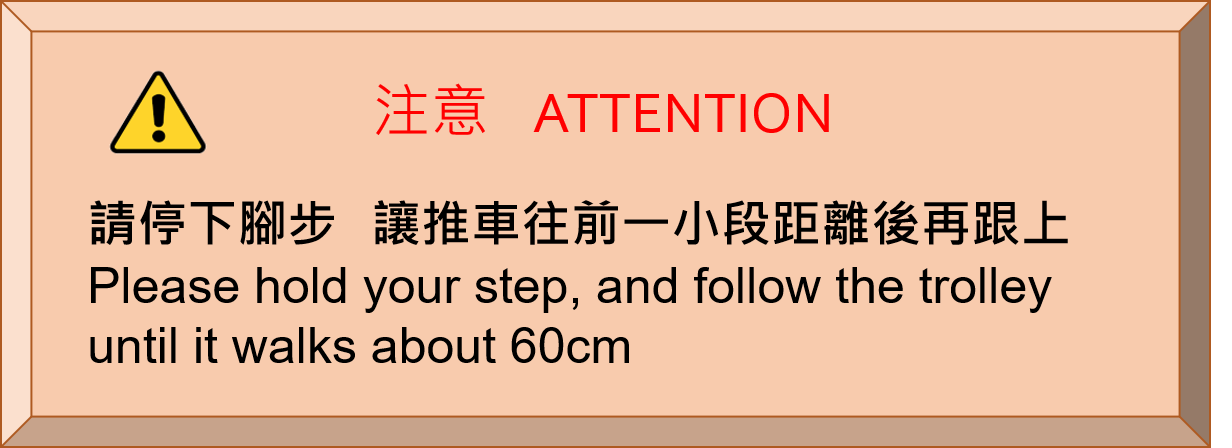 注意 ATTENTION
請停下腳步 讓推車往前一小段距離後再跟上
Please hold your step, and follow the trolley
until it walks about 60cm